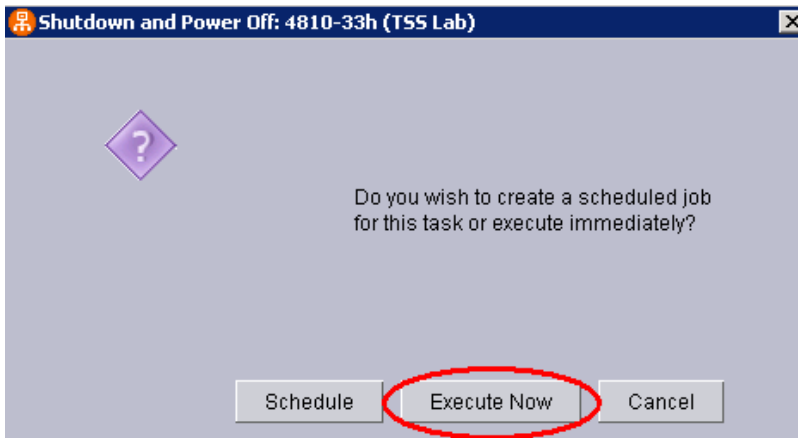 Shutdown and Power Off: 4810-33h (TSS Lab)
?
Do you wish to create a scheduled job
for this task or execute immediately?
Schedule Execute Now Cancel